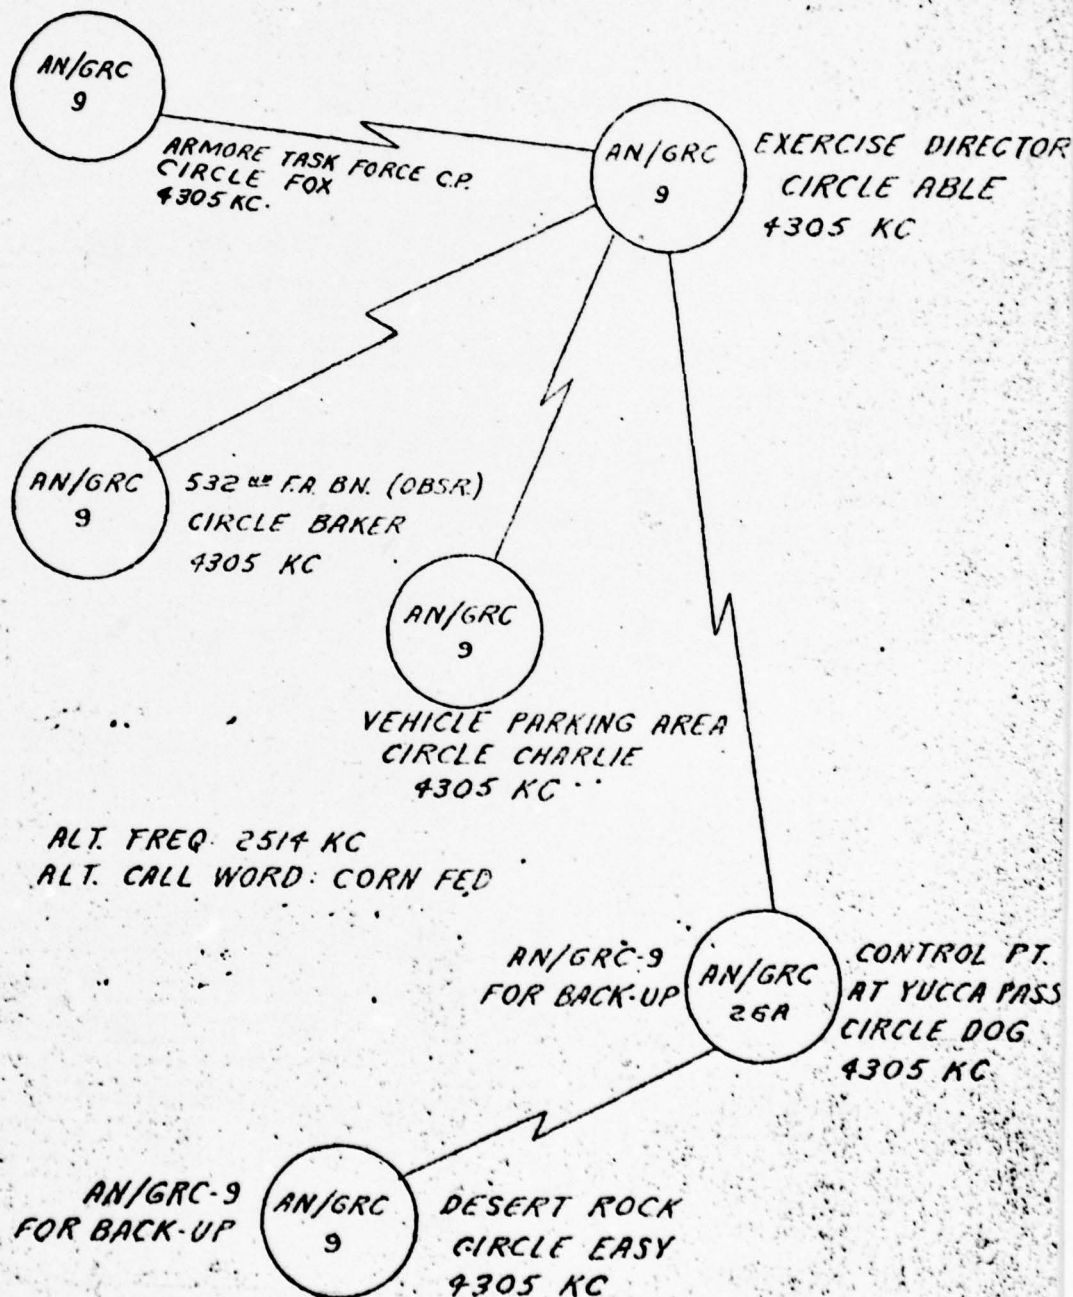 AN/GRC
9
ARMORE TASK FORCE C.P.
CIRCLE FOX
4305 KC.
AN/GRC
9
EXERCISE DIRECTOR
CIRCLE ABLE
4305 KC
AN/GRC
9
532 F.A. BN. (OBSR.)
CIRCLE BAKER
4305 KC
AN/GRC
9
VEHICLE PARKING AREA
CIRCLE CHARLIE
4305 KC
ALT. FREQ. 2514 KC
ALT. CALL WORD: CORN FED
AN/GRC-9
FOR BACK-UP
AN/GRC
26A
CONTROL PT.
AT YUCCA PASS
CIRCLE DOG
4305 KC
AN/GRC-9
FOR BACK-UP
AN/GRC
9
DESERT ROCK
CIRCLE EASY
4305 KC